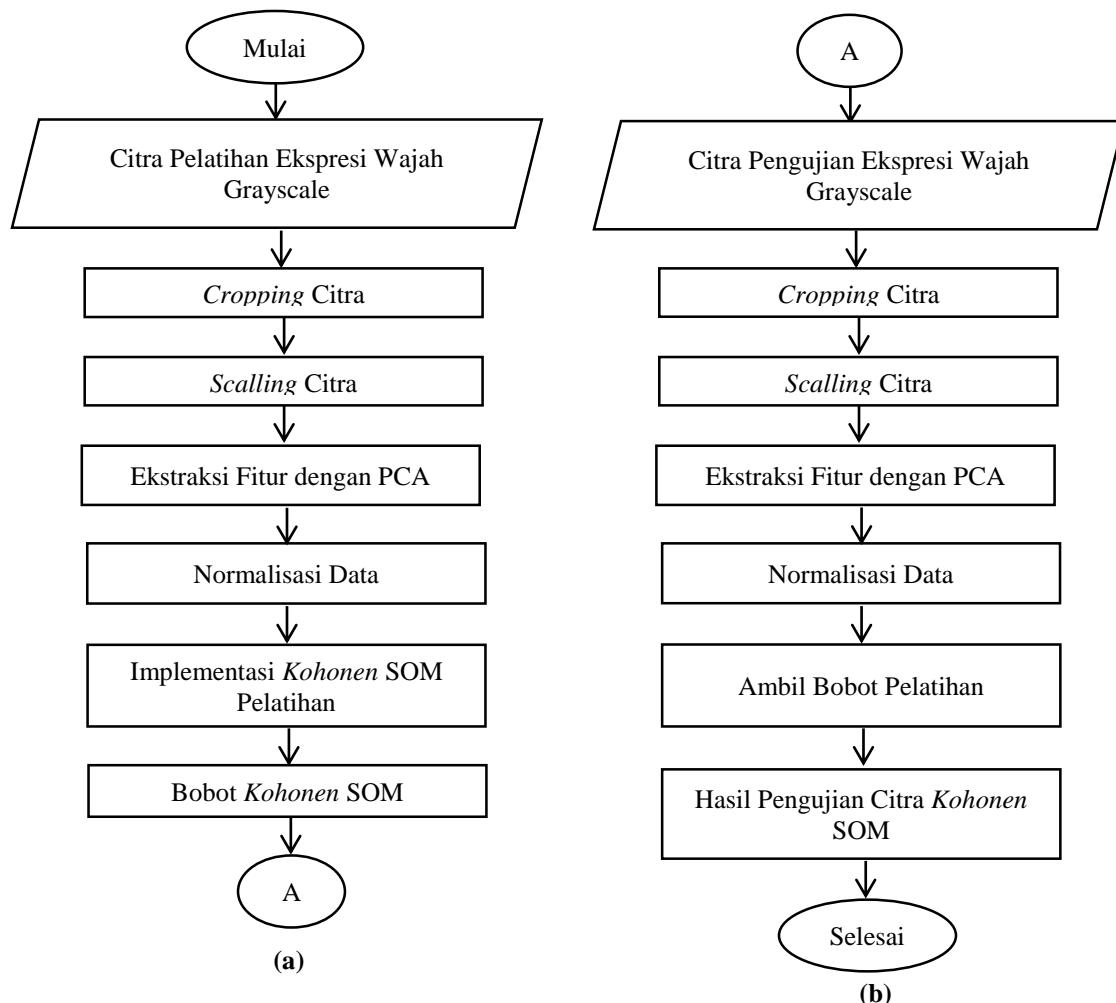 Mulai
Citra Pelatihan Ekspresi Wajah
Grayscale
Cropping Citra
Scalling Citra
Ekstraksi Fitur dengan PCA
Normalisasi Data
Implementasi Kohonen SOM
Pelatihan
Bobot Kohonen SOM
A
(a)
A
Citra Pengujian Ekspresi Wajah
Grayscale
Cropping Citra
Scalling Citra
Ekstraksi Fitur dengan PCA
Normalisasi Data
Ambil Bobot Pelatihan
Hasil Pengujian Citra Kohonen
SOM
Selesai
(b)